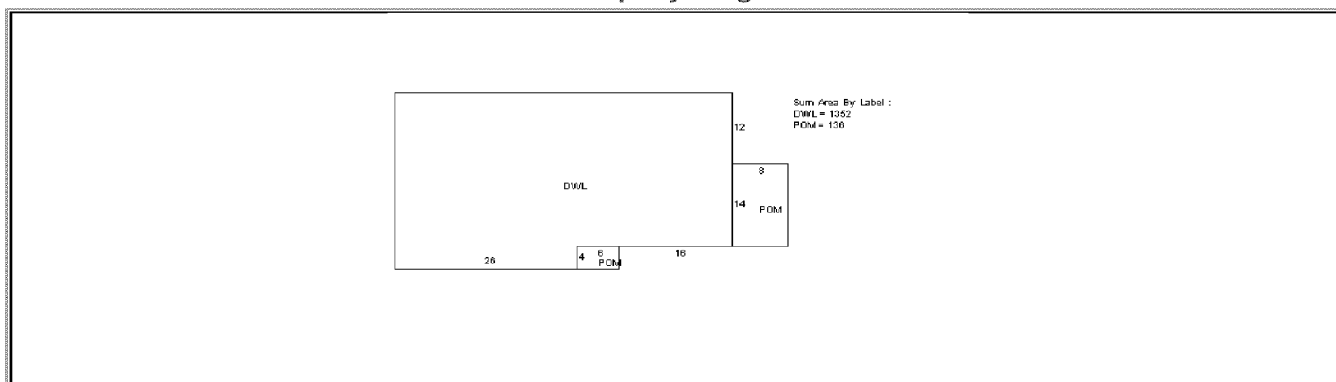 Sum Area By Label :
DWL = 1352
POM = 136
12
8
DWL
14
POM
4
6
16
26
POM